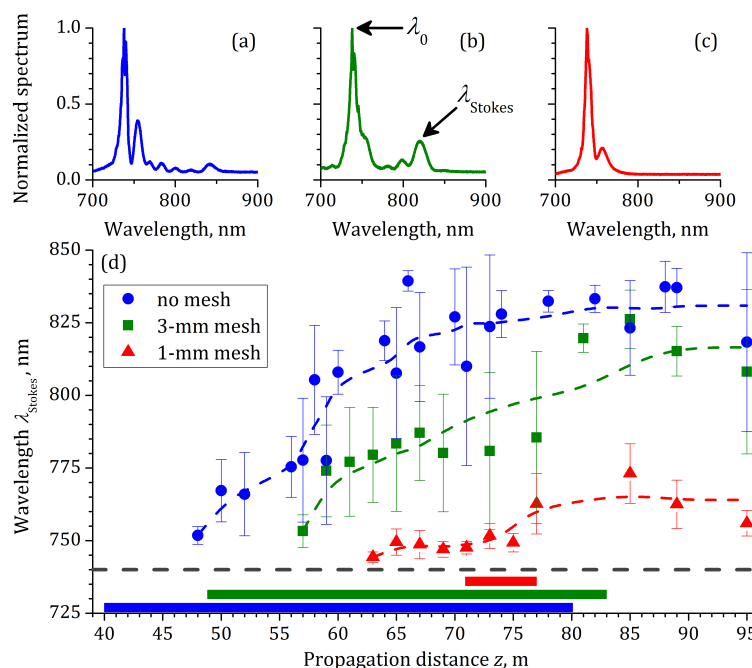 Normalized spectrum
1.0
0.5
0.0
(a)
700 800 900
Wavelength, nm
(b)
λ0
λStokes
700 800 900
Wavelength, nm
(c)
700 800 900
Wavelength, nm
(d)
no mesh
3-mm mesh
1-mm mesh
Wavelength λStokes, nm
850
825
800
775
750
725
40 45 50 55 60 65 70 75 80 85 90 95
Propagation distance z, m